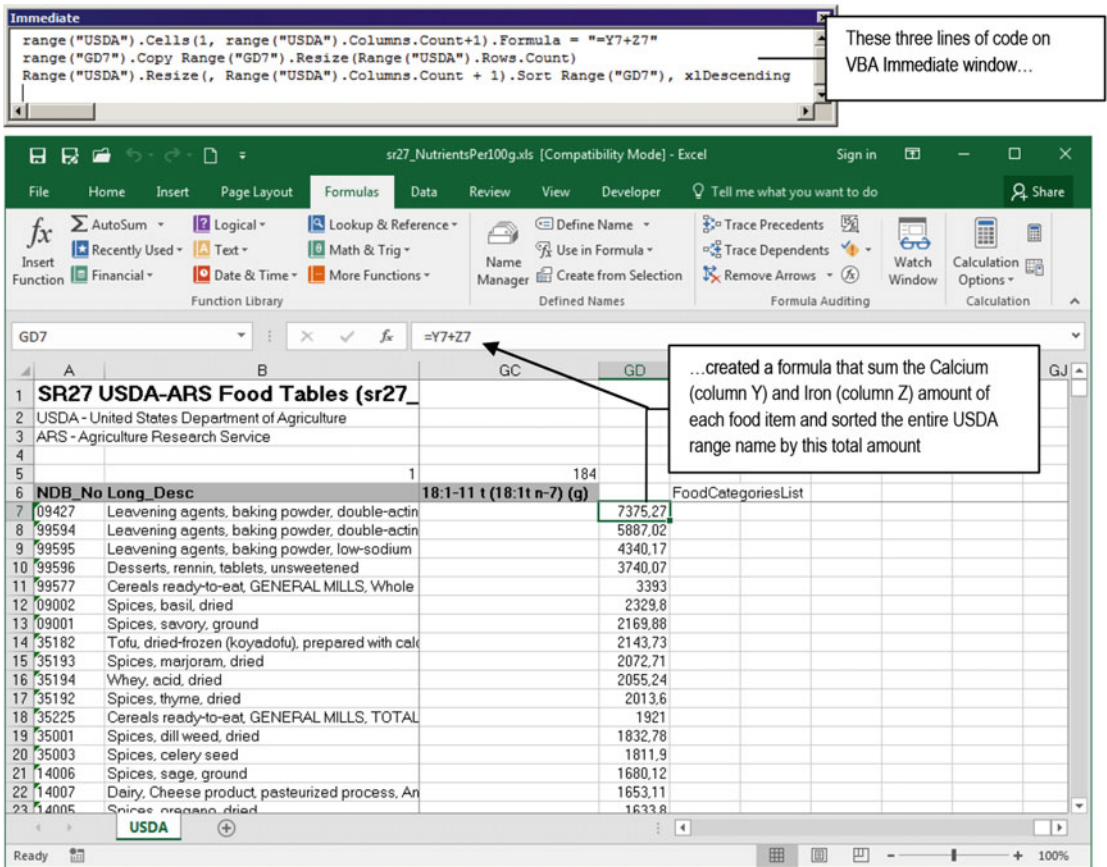 Immediate
range("USDA").Cells(1, range("USDA").Columns.Count+1).Formula = "=Y7+Z7"
range("GD7").Copy Range("GD7").Resize(Range("USDA").Rows.Count)
Range("USDA").Resize(, Range("USDA").Columns.Count + 1).Sort Range("GD7"), xlDescending
These three lines of code on
VBA Immediate window…
sr27_NutrientsPer100g.xls [Compatibility Mode] - Excel
Sign in
File Home Insert Page Layout Formulas Data Review View Developer Tell me what you want to do Share
fx
Insert
Function
AutoSum
Recently Used
Financial
Logical
Text
Date & Time
Lookup & Reference
Math & Trig
More Functions
Function Library
Name
Manager
Define Name
Use in Formula
Create from Selection
Defined Names
Trace Precedents
Trace Dependents
Remove Arrows
Formula Auditing
Watch
Window
Calculation
Options
Calculation
GD7 fx =Y7+Z7
…created a formula that sum the Calcium
(column Y) and Iron (column Z) amount of
each food item and sorted the entire USDA
range name by this total amount
A B GC GD GJ
1 SR27 USDA-ARS Food Tables (sr27_
2 USDA - United States Department of Agriculture
3 ARS - Agriculture Research Service
4
5 1 184
6 NDB_No Long_Desc 18:1-11 t (18:1t n-7) (g) FoodCategoriesList
7 09427 Leavening agents, baking powder, double-actin 7375,27
8 99594 Leavening agents, baking powder, double-actin 5887,02
9 99595 Leavening agents, baking powder, low-sodium 4340,17
10 99596 Desserts, rennin, tablets, unsweetened 3740,07
11 99577 Cereals ready-to-eat, GENERAL MILLS, Whole 3393
12 09002 Spices, basil, dried 2329,8
13 09001 Spices, savory, ground 2169,88
14 35182 Tofu, dried-frozen (koyadofu), prepared with calc 2143,73
15 35193 Spices, marjoram, dried 2072,71
16 35194 Whey, acid, dried 2055,24
17 35192 Spices, thyme, dried 2013,6
18 35225 Cereals ready-to-eat, GENERAL MILLS, TOTAL 1921
19 35001 Spices, dill weed, dried 1832,78
20 35003 Spices, celery seed 1811,9
21 14006 Spices, sage, ground 1680,12
22 14007 Dairy, Cheese product, pasteurized process, An 1653,11
23 14005 Spices, oregano, dried 1633,8
USDA
Ready 100%